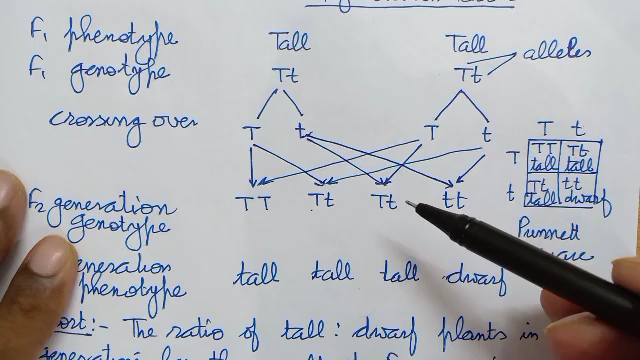 F₁ phenotype Tall Tall alleles
F₁ genotype Tt Tt
crossing over T t T t
T t
T TT Tt
tall tall
t Tt tt
tall dwarf
F₂ generation TT Tt Tt tt
genotype
Punnett
phenotype tall tall tall dwarf
:- The ratio of tall : dwarf plants in